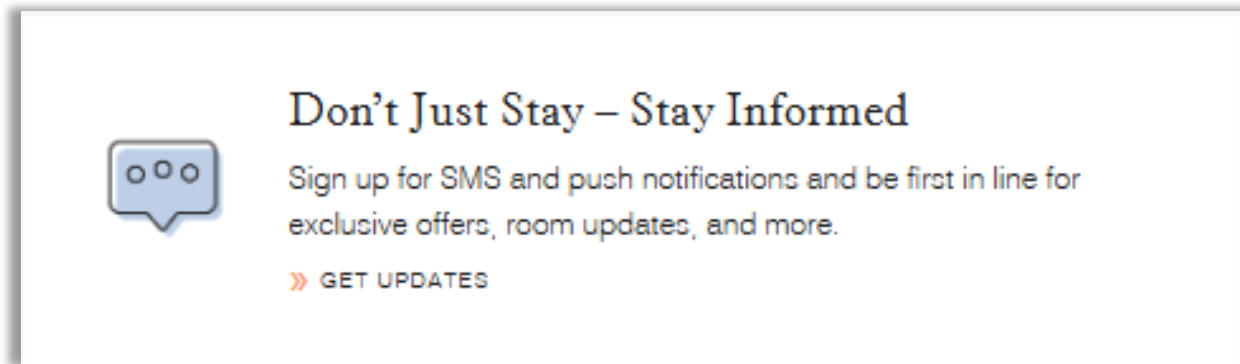 Don’t Just Stay – Stay Informed
Sign up for SMS and push notifications and be first in line for
exclusive offers, room updates, and more.
» GET UPDATES